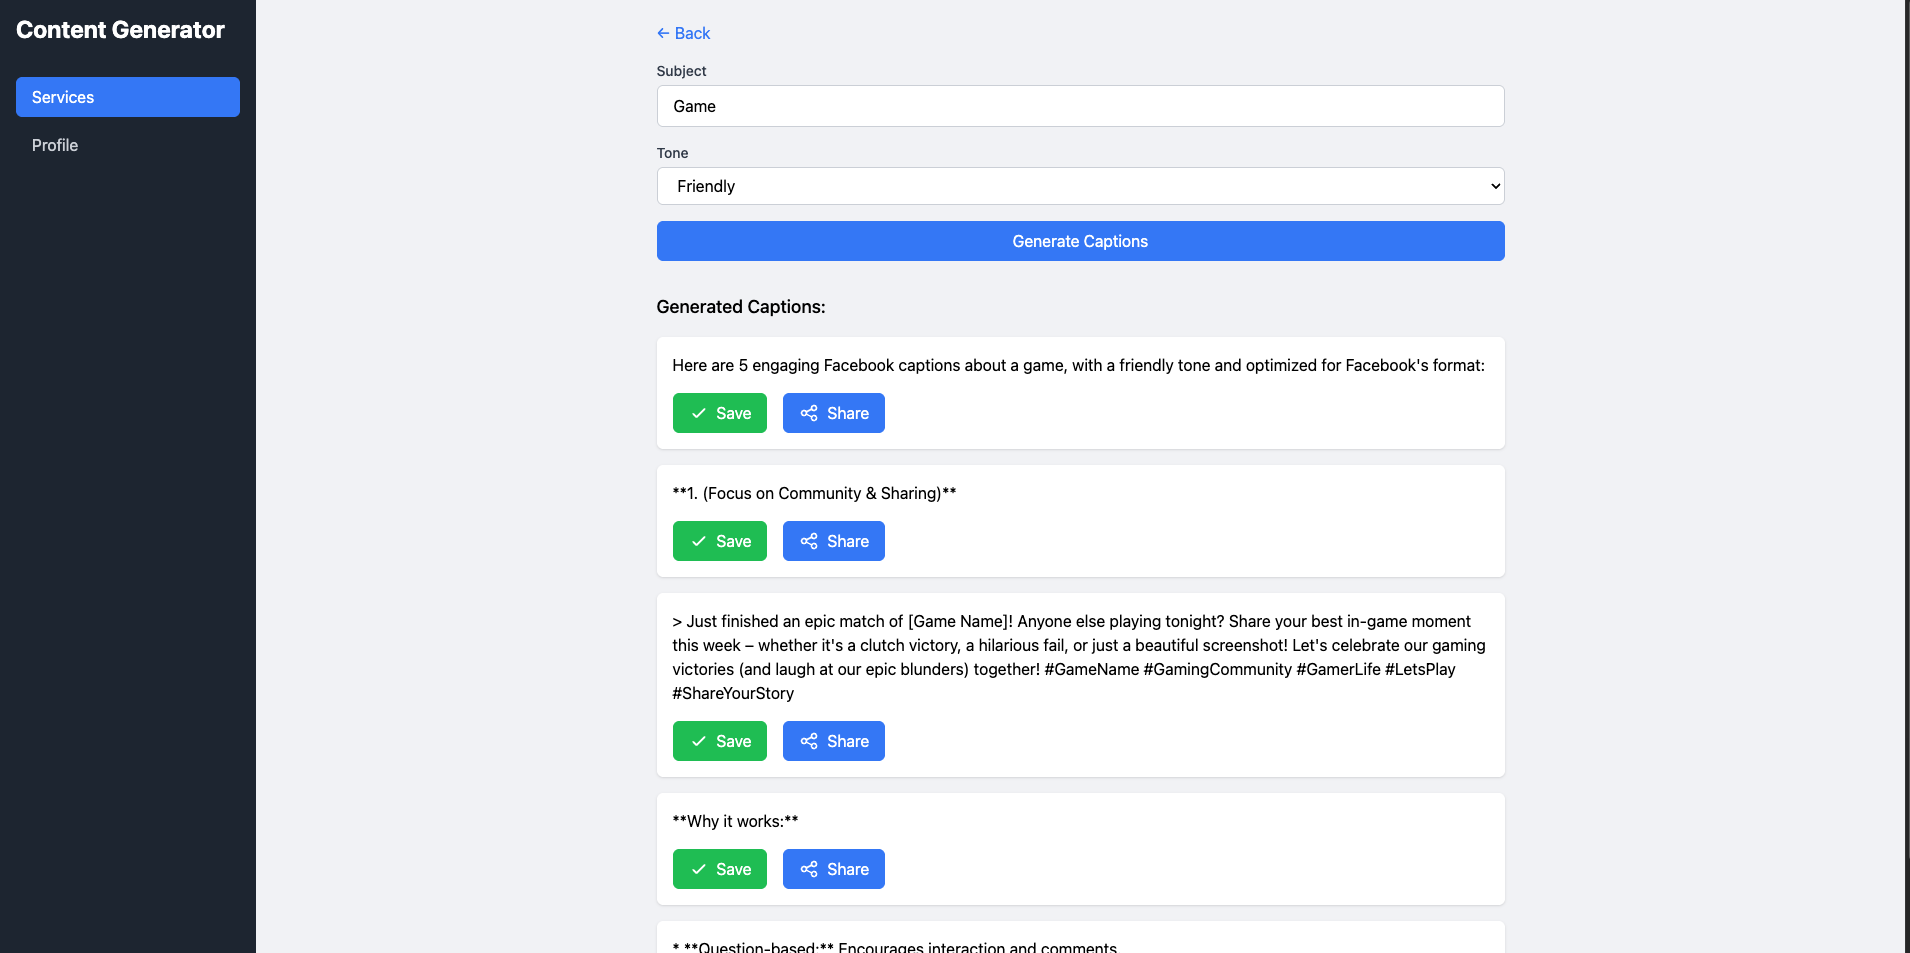 Content Generator
Services
Profile
← Back
Subject
Game
Tone
Friendly
Generate Captions
Generated Captions:
Here are 5 engaging Facebook captions about a game, with a friendly tone and optimized for Facebook's format:
Save
Share
**1. (Focus on Community & Sharing)**
Save
Share
> Just finished an epic match of [Game Name]! Anyone else playing tonight? Share your best in-game moment
this week – whether it's a clutch victory, a hilarious fail, or just a beautiful screenshot! Let's celebrate our gaming
victories (and laugh at our epic blunders) together! #GameName #GamingCommunity #GamerLife #LetsPlay
#ShareYourStory
Save
Share
**Why it works:**
Save
Share
* **Question-based:** Encourages interaction and comments.